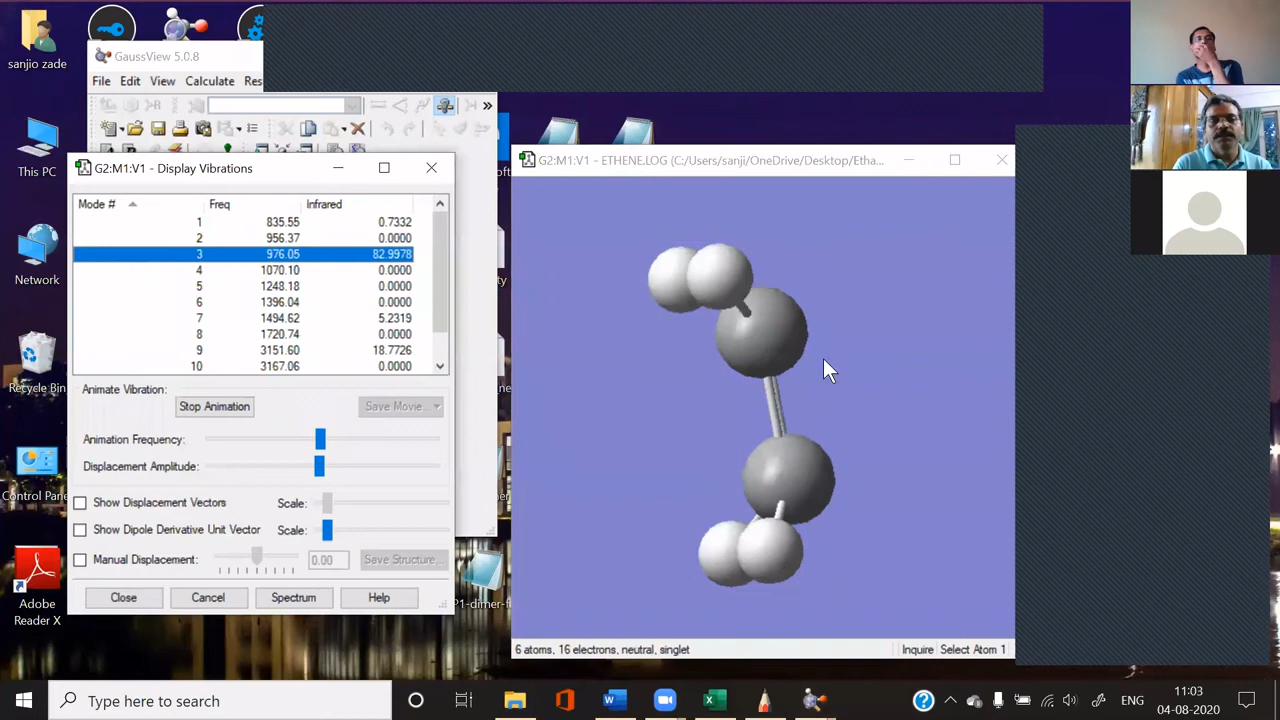 sanjio zade
This PC
Network
Recycle Bin
Control Pane
Adobe
Reader X
GaussView 5.0.8
File Edit View Calculate Res
G2:M1:V1 - Display Vibrations
Mode # Freq Infrared
1 835.55 0.7332
2 956.37 0.0000
3 976.05 82.9978
4 1070.10 0.0000
5 1248.18 0.0000
6 1396.04 0.0000
7 1494.62 5.2319
8 1720.74 0.0000
9 3151.60 18.7726
10 3167.06 0.0000
Animate Vibration:
Stop Animation Save Movie...
Animation Frequency:
Displacement Amplitude:
Show Displacement Vectors Scale:
Show Dipole Derivative Unit Vector Scale:
Manual Displacement: 0.00 Save Structure...
Close Cancel Spectrum Help
P1-dimer-f
G2:M1:V1 - ETHENE.LOG (C:/Users/sanji/OneDrive/Desktop/Etha...
6 atoms, 16 electrons, neutral, singlet Inquire Select Atom 1
Type here to search
ENG
11:03
04-08-2020